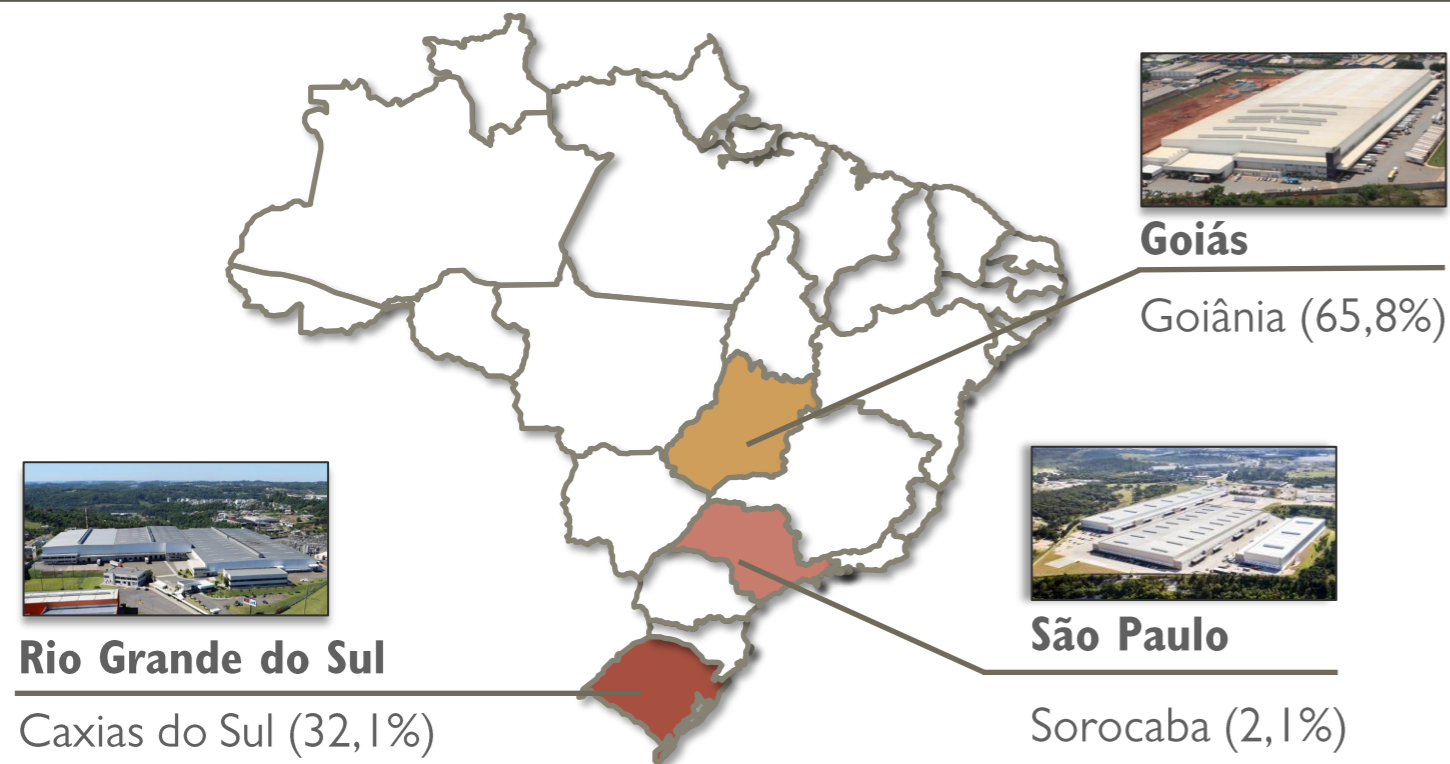 Goiás
Goiânia (65,8%)
São Paulo
Sorocaba (2,1%)
Rio Grande do Sul
Caxias do Sul (32,1%)